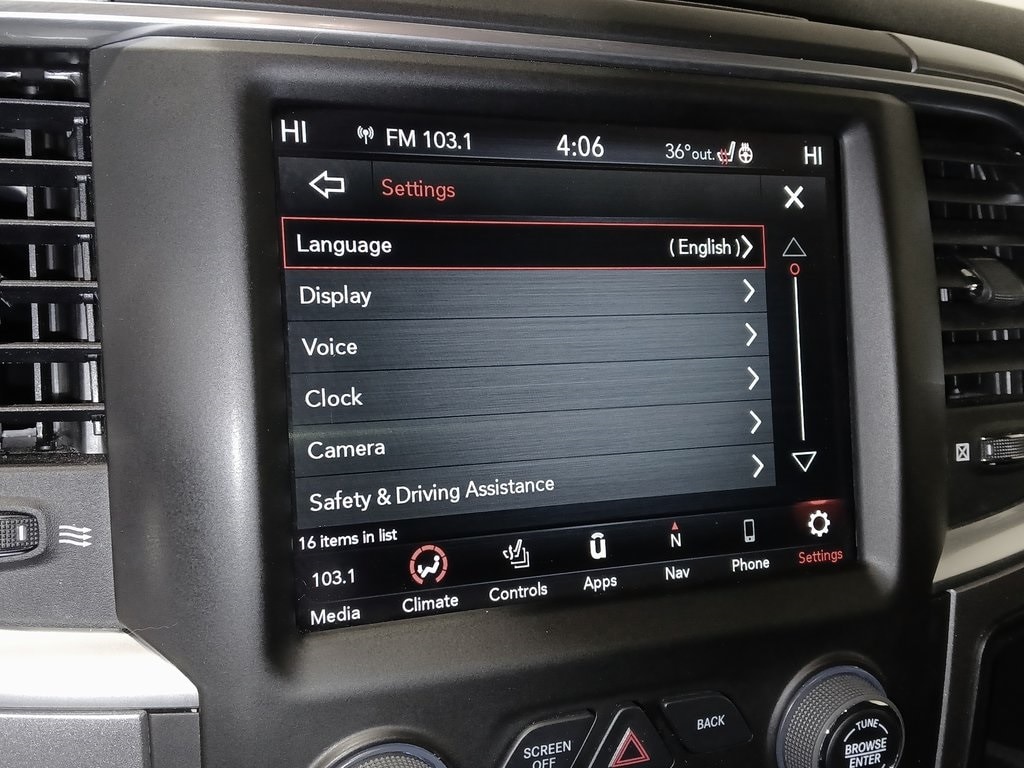 HI FM 103.1 4:06 36°out. HI
Settings
Language (English)
Display
Voice
Clock
Camera
Safety & Driving Assistance
16 items in list
103.1 N
Media Climate Controls Apps Nav Phone Settings
SCREEN
OFF
BACK
TUNE
BROWSE
ENTER